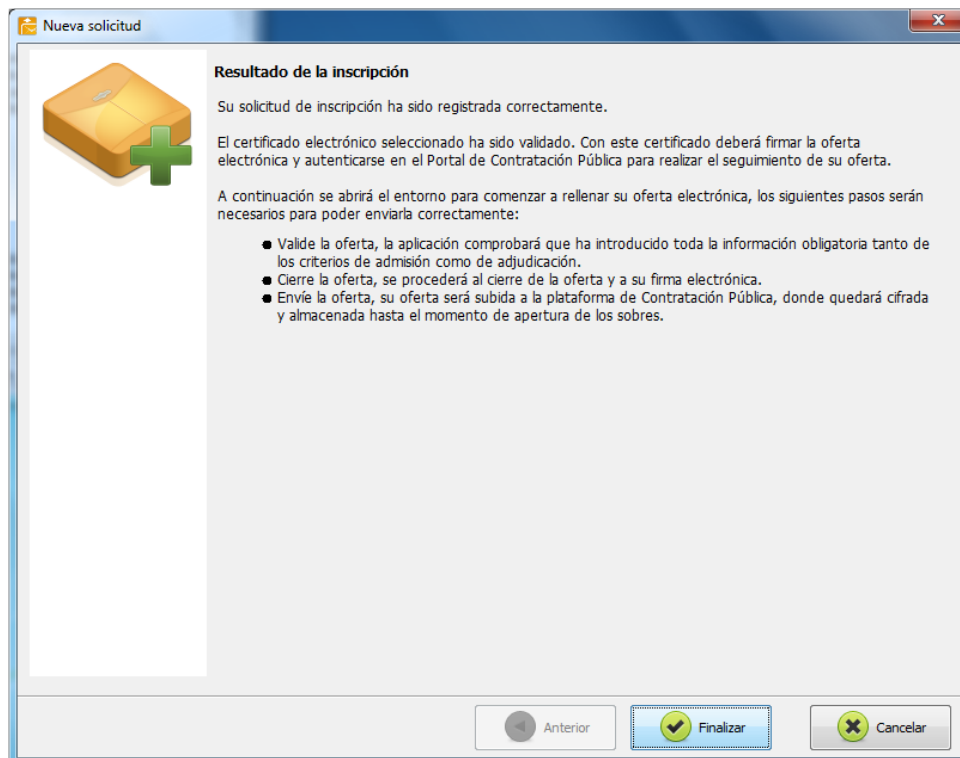 Nueva solicitud
Resultado de la inscripción
Su solicitud de inscripción ha sido registrada correctamente.
El certificado electrónico seleccionado ha sido validado. Con este certificado deberá firmar la oferta
electrónica y autenticarse en el Portal de Contratación Pública para realizar el seguimiento de su oferta.
A continuación se abrirá el entorno para comenzar a rellenar su oferta electrónica, los siguientes pasos serán
necesarios para poder enviarla correctamente:
● Valide la oferta, la aplicación comprobará que ha introducido toda la información obligatoria tanto de
los criterios de admisión como de adjudicación.
● Cierre la oferta, se procederá al cierre de la oferta y a su firma electrónica.
● Envíe la oferta, su oferta será subida a la plataforma de Contratación Pública, donde quedará cifrada
y almacenada hasta el momento de apertura de los sobres.
Anterior Finalizar Cancelar